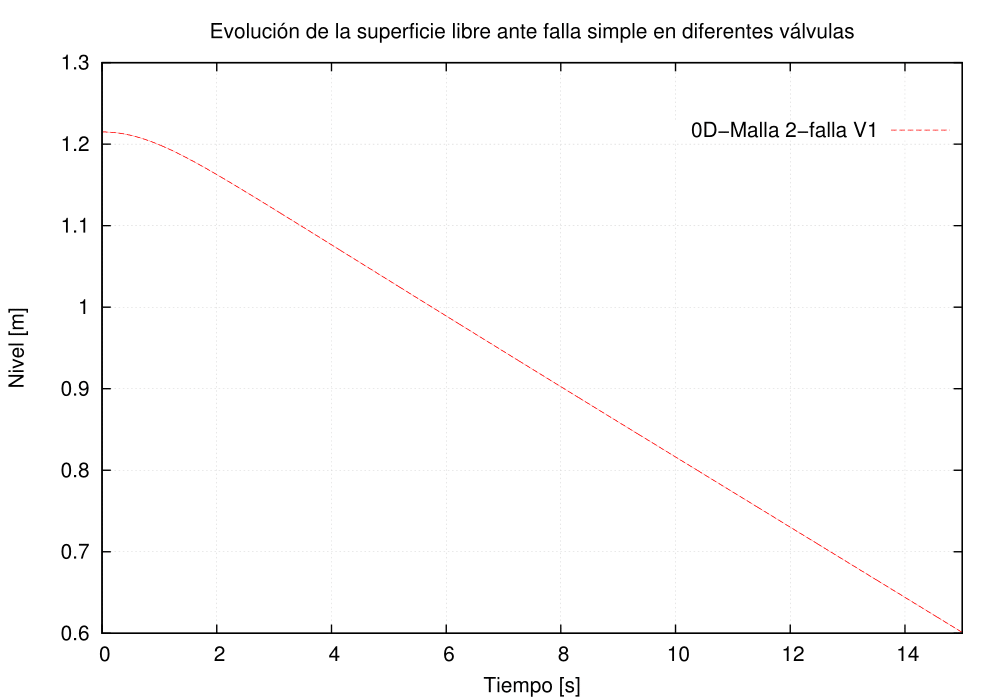 Evolución de la superficie libre ante falla simple en diferentes válvulas
1.3
0D−Malla 2−falla V1
1.2
1.1
1
0.9
0.8
0.7
0.6
Nivel [m]
0 2 4 6 8 10 12 14
Tiempo [s]